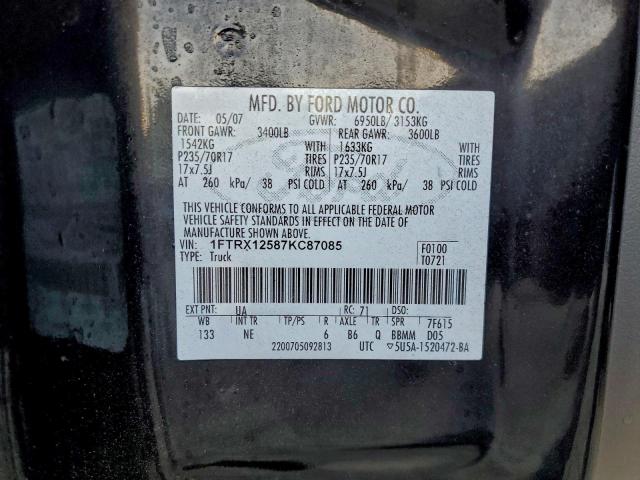 MFD. BY FORD MOTOR CO.
DATE: 05/07 GVWR: 6950LB/ 3153KG
FRONT GAWR: 3400LB REAR GAWR: 3600LB
1542KG WITH 1633KG WITH
P235/70R17 TIRES P235/70R17 TIRES
17x7.5J RIMS 17x7.5J RIMS
AT 260 kPa/ 38 PSI COLD AT 260 kPa/ 38 PSI COLD
THIS VEHICLE CONFORMS TO ALL APPLICABLE FEDERAL MOTOR
VEHICLE SAFETY STANDARDS IN EFFECT ON THE DATE OF
MANUFACTURE SHOWN ABOVE.
VIN: 1FTRX12587KC87085 F0100
TYPE: Truck T0721
EXT PNT: UA RC: 71 DSO:
WB INT TR TP/PS R AXLE TR SPR 7F615
133 NE 6 B6 Q BBMM D05
2200705092813 UTC ▽5U5A-1520472-BA
Ford